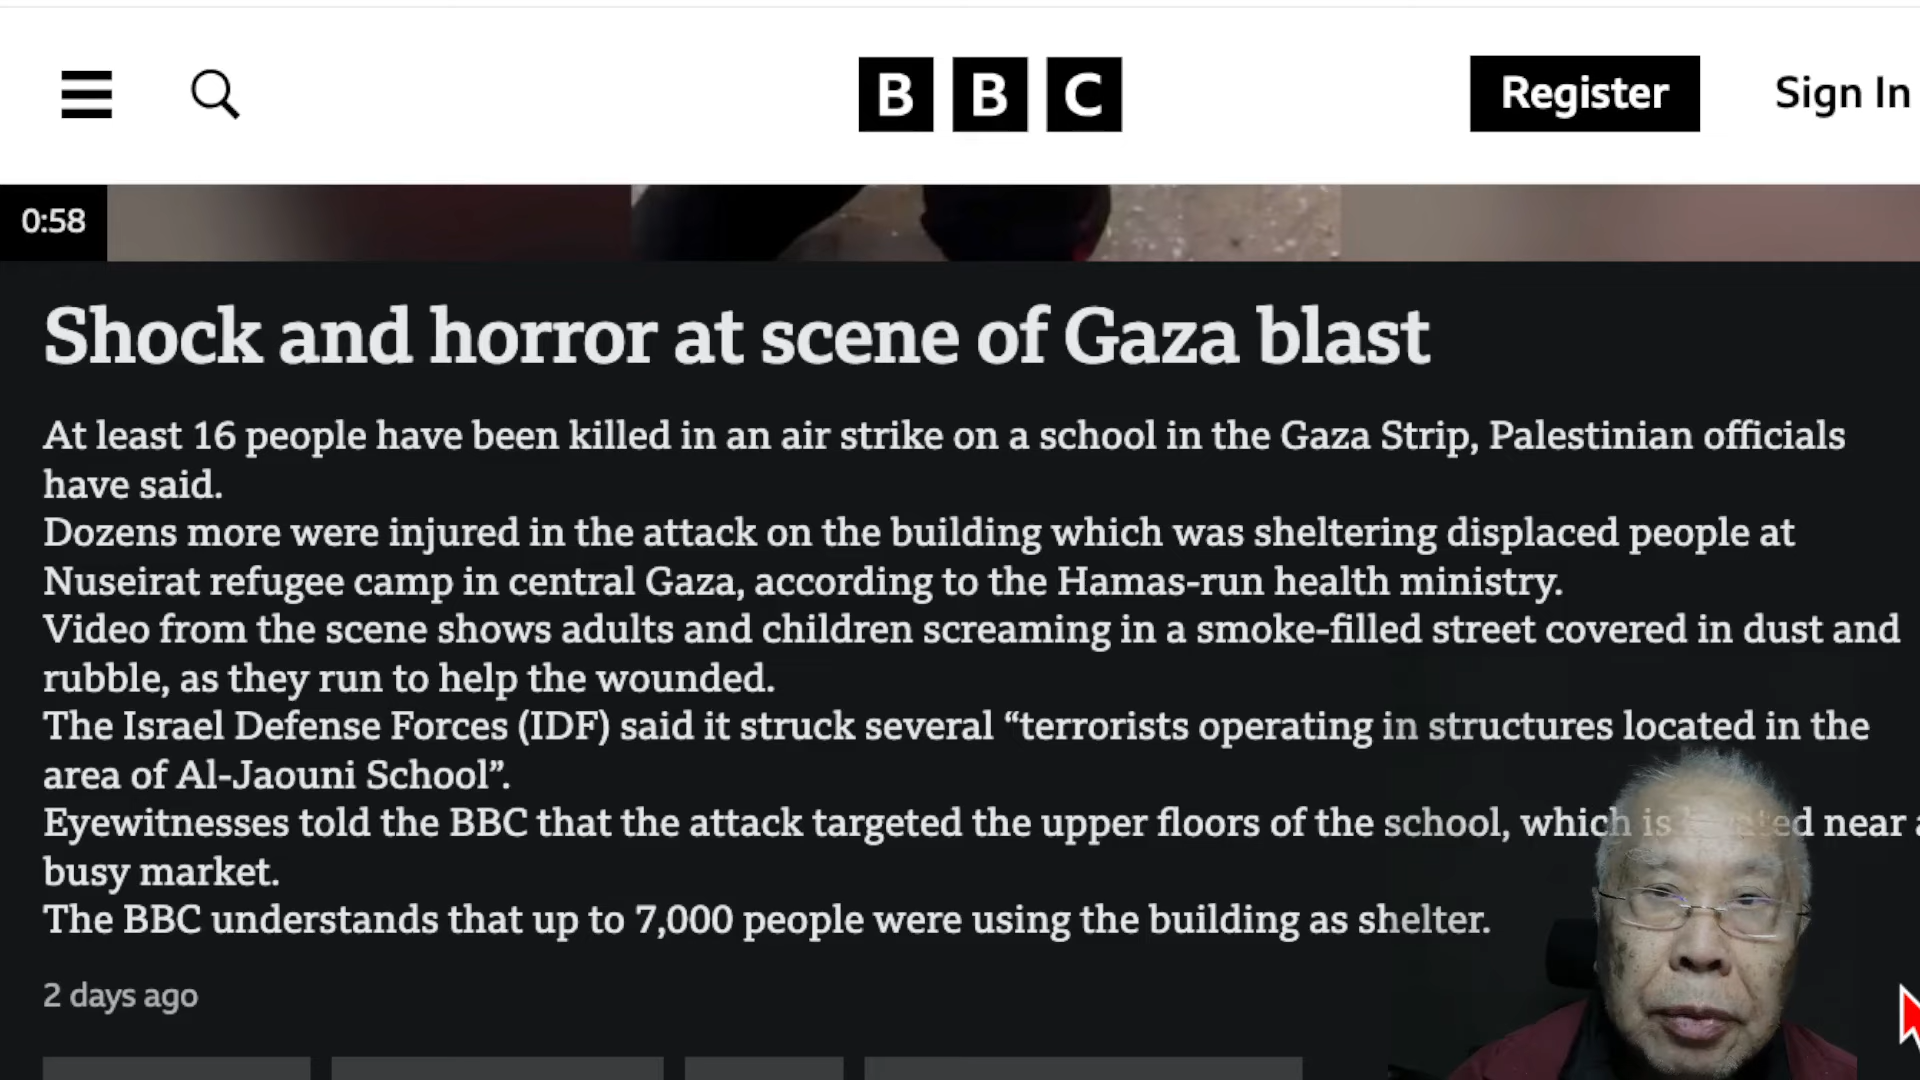 BBC
Register
Sign In
0:58
Shock and horror at scene of Gaza blast
At least 16 people have been killed in an air strike on a school in the Gaza Strip, Palestinian officials
have said.
Dozens more were injured in the attack on the building which was sheltering displaced people at
Nuseirat refugee camp in central Gaza, according to the Hamas-run health ministry.
Video from the scene shows adults and children screaming in a smoke-filled street covered in dust and
rubble, as they run to help the wounded.
The Israel Defense Forces (IDF) said it struck several “terrorists operating in structures located in the
area of Al-Jaouni School”.
Eyewitnesses told the BBC that the attack targeted the upper floors of the school, which is near a
busy market.
The BBC understands that up to 7,000 people were using the building as shelter.
2 days ago